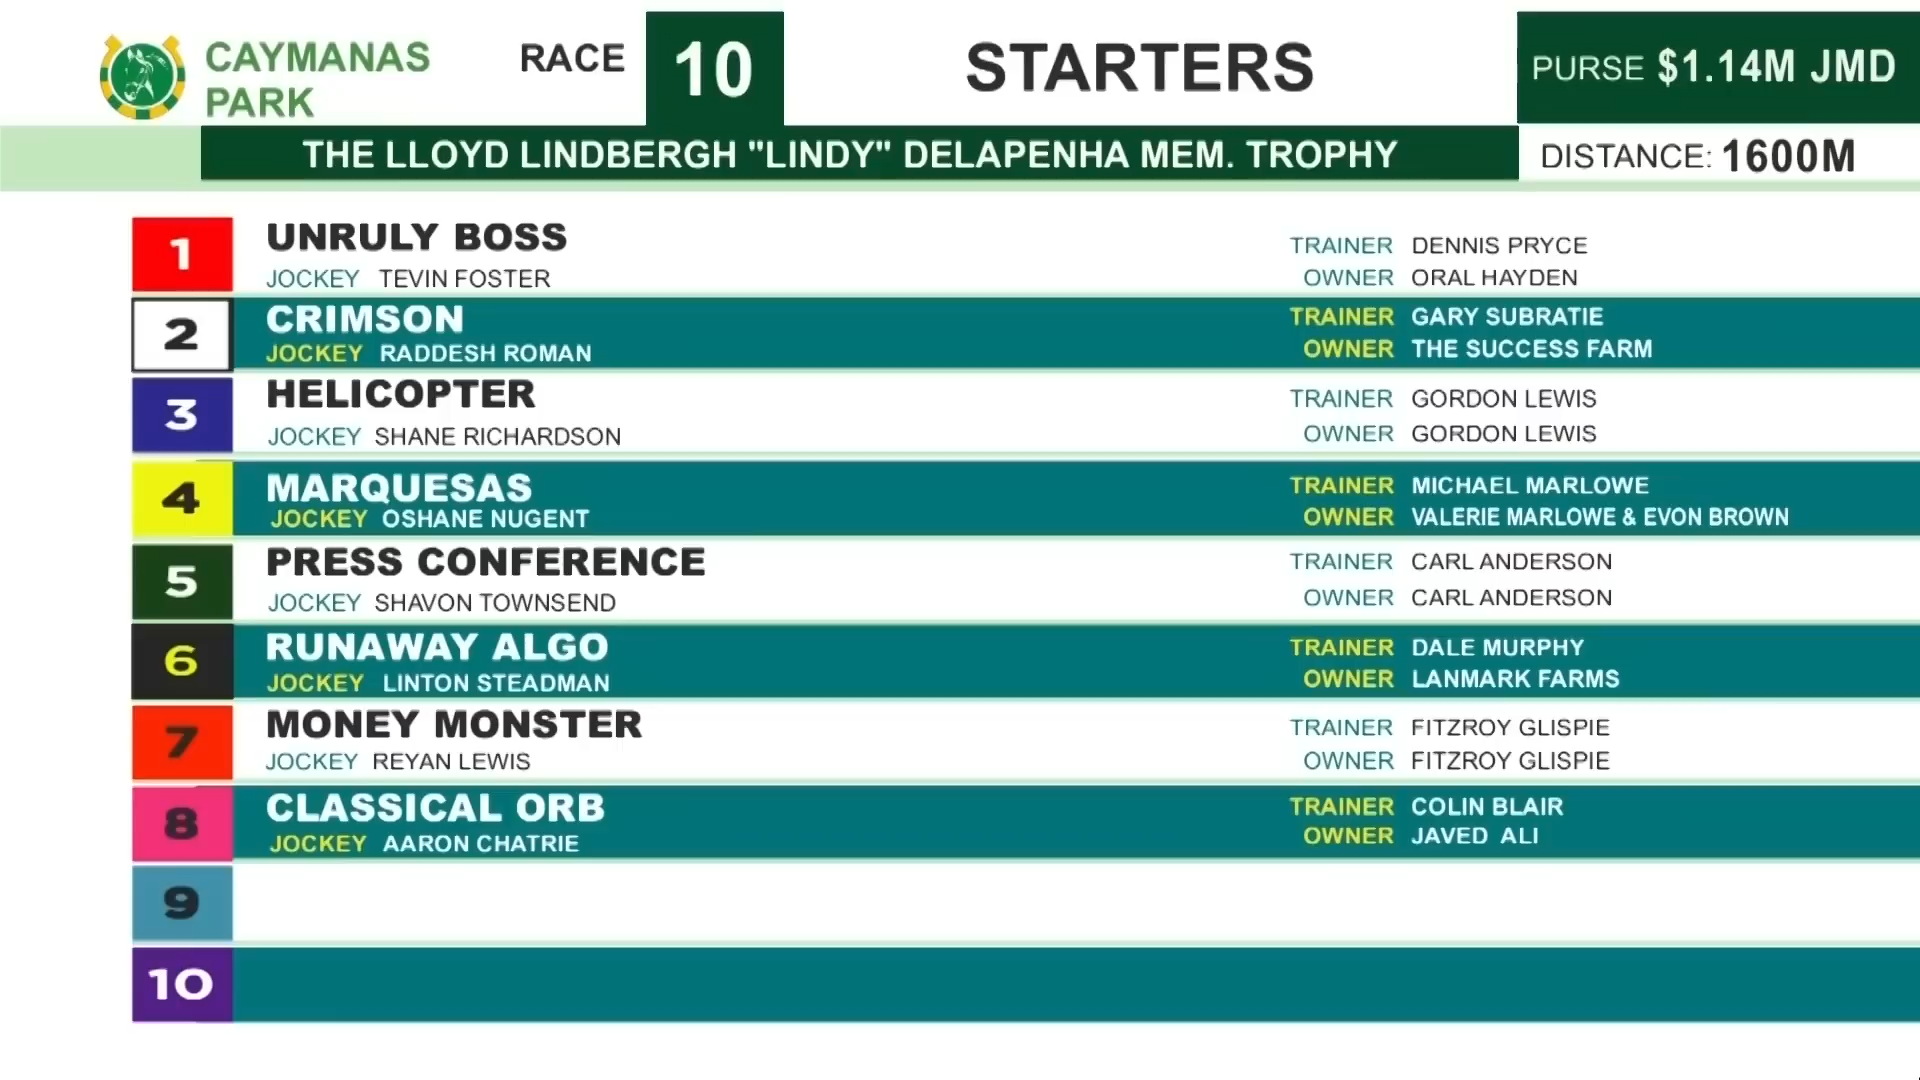 CAYMANAS PARK
RACE 10
STARTERS
PURSE $1.14M JMD
THE LLOYD LINDBERGH "LINDY" DELAPENHA MEM. TROPHY
DISTANCE: 1600M
1 UNRULY BOSS
JOCKEY TEVIN FOSTER
TRAINER DENNIS PRYCE
OWNER ORAL HAYDEN
2 CRIMSON
JOCKEY RADDESH ROMAN
TRAINER GARY SUBRATIE
OWNER THE SUCCESS FARM
3 HELICOPTER
JOCKEY SHANE RICHARDSON
TRAINER GORDON LEWIS
OWNER GORDON LEWIS
4 MARQUESAS
JOCKEY OSHANE NUGENT
TRAINER MICHAEL MARLOWE
OWNER VALERIE MARLOWE & EVON BROWN
5 PRESS CONFERENCE
JOCKEY SHAVON TOWNSEND
TRAINER CARL ANDERSON
OWNER CARL ANDERSON
6 RUNAWAY ALGO
JOCKEY LINTON STEADMAN
TRAINER DALE MURPHY
OWNER LANMARK FARMS
7 MONEY MONSTER
JOCKEY REYAN LEWIS
TRAINER FITZROY GLISPIE
OWNER FITZROY GLISPIE
8 CLASSICAL ORB
JOCKEY AARON CHATRIE
TRAINER COLIN BLAIR
OWNER JAVED ALI
9
10